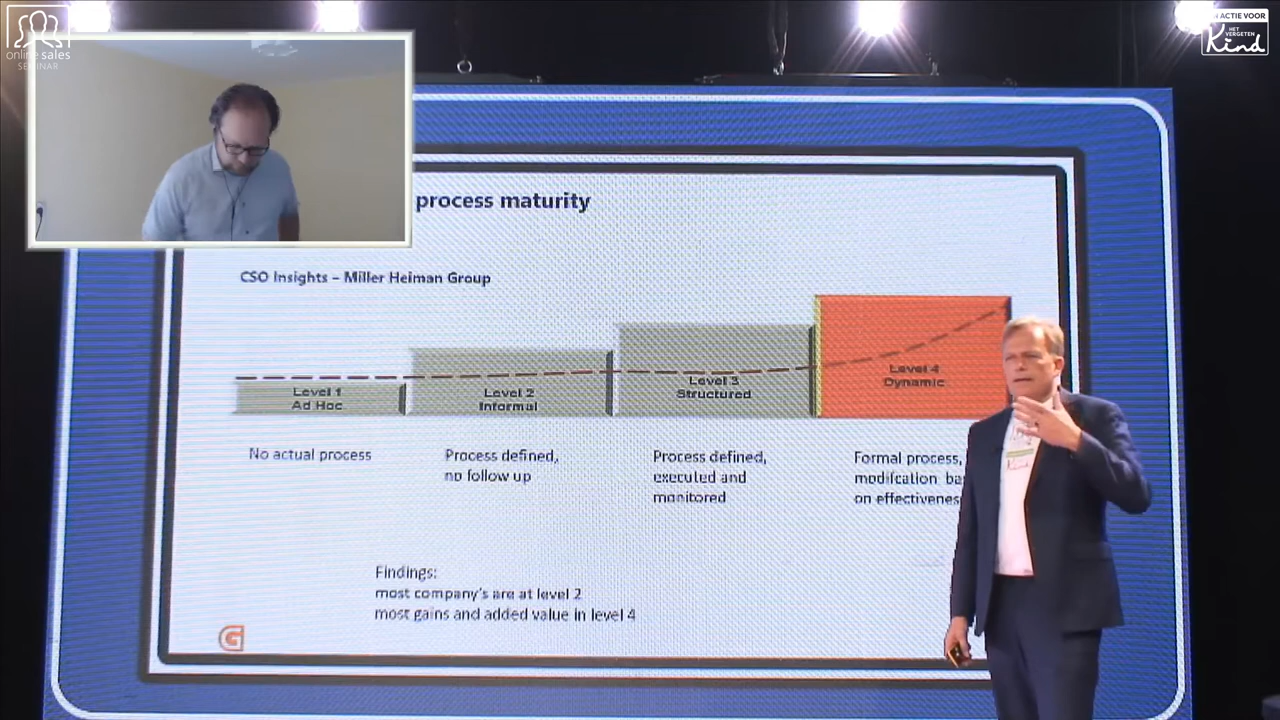 online sales
SEMINAR
IN ACTIE VOOR
HET
VERGETEN
Kind
process maturity
CSO Insights – Miller Heiman Group
Level 1
Ad Hoc
Level 2
Informal
Level 3
Structured
Level 4
Dynamic
No actual process
Process defined,
no follow up
Process defined,
executed and
monitored
Formal process,
modifcation ba
on effectivenes
Findings:
most company's are at level 2
most gains and added value in level 4
G
Kind